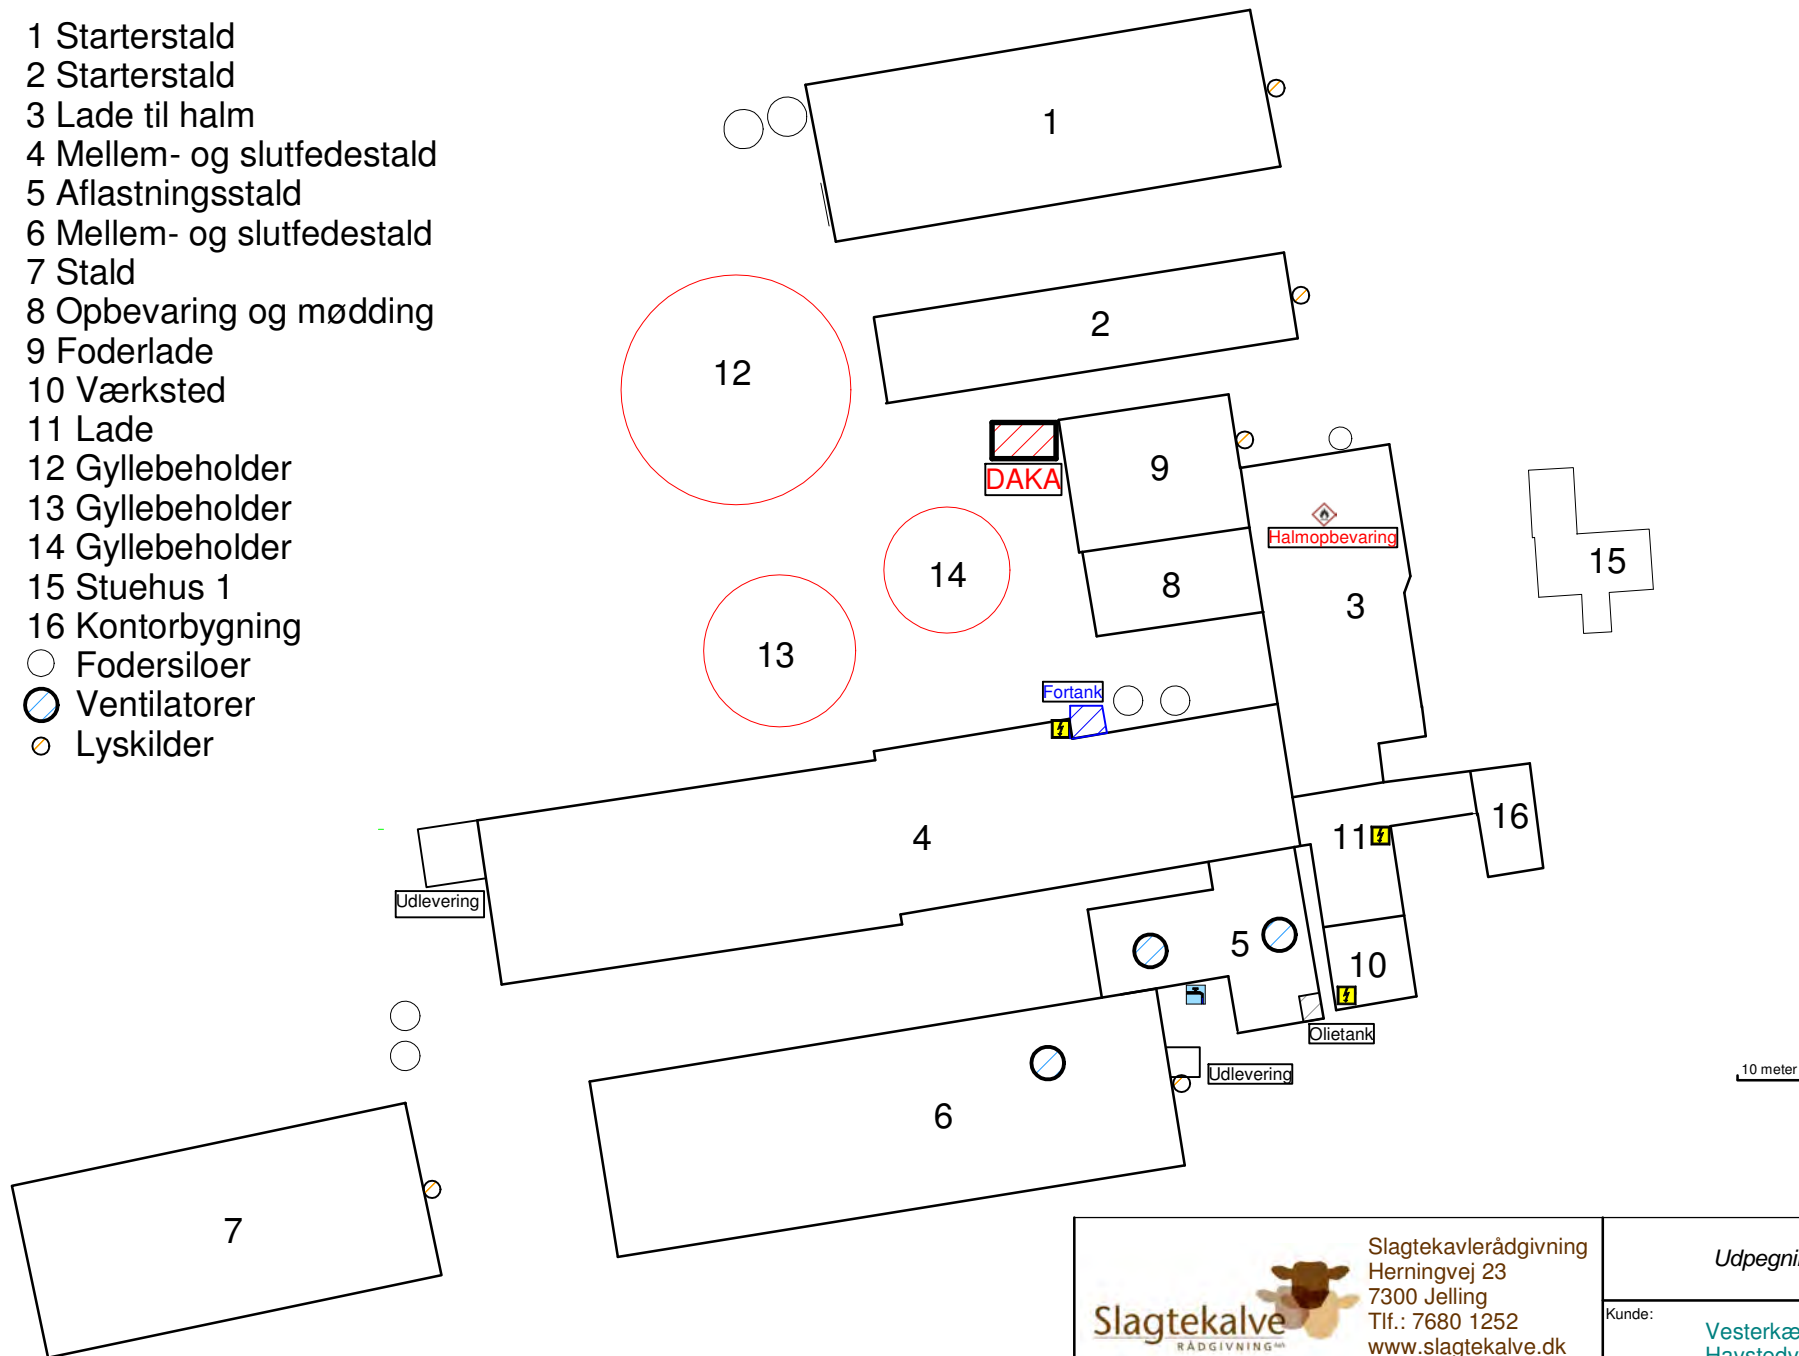 1 Starterstald
2 Starterstald
3 Lade til halm
4 Mellem- og slutfedestald
5 Aflastningsstald
6 Mellem- og slutfedestald
7 Stald
8 Opbevaring og mødding
9 Foderlade
10 Værksted
11 Lade
12 Gyllebeholder
13 Gyllebeholder
14 Gyllebeholder
15 Stuehus 1
16 Kontorbygning
Fodersiloer
Ventilatorer
Lyskilder
1
2
12
DAKA
9
Halmopbevaring
14
8
15
3
13
Fortank
4
11
16
Udlevering
5
10
Olietank
Udlevering
10 meter
6
7
Slagtekalve
RÅDGIVNING
Slagtekavlerådgivning
Herningvej 23
7300 Jelling
Tlf.: 7680 1252
www.slagtekalve.dk
Kunde: